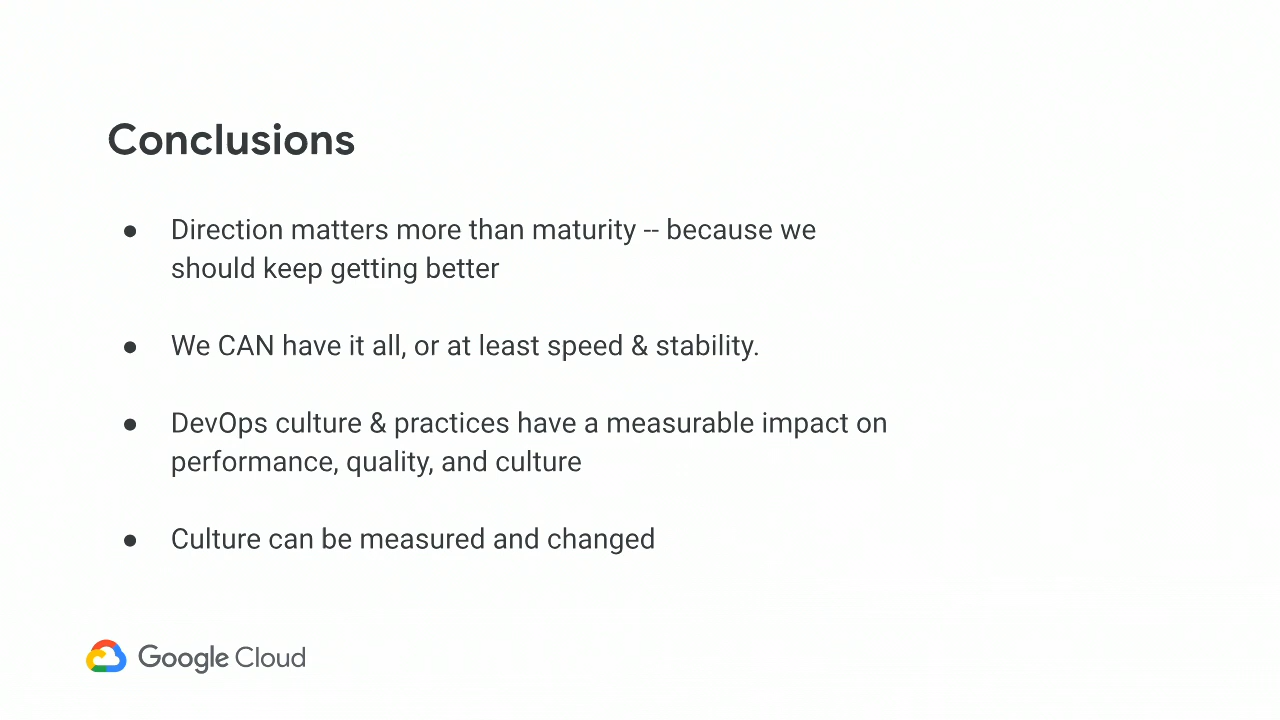 Conclusions
● Direction matters more than maturity -- because we
should keep getting better
● We CAN have it all, or at least speed & stability.
● DevOps culture & practices have a measurable impact on
performance, quality, and culture
● Culture can be measured and changed
Google Cloud